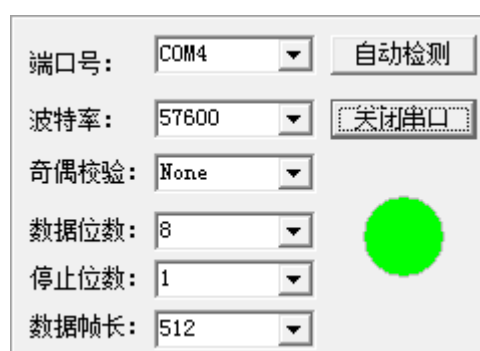 端口号： COM4 自动检测
波特率： 57600 关闭串口
奇偶校验： None
数据位数： 8
停止位数： 1
数据帧长： 512